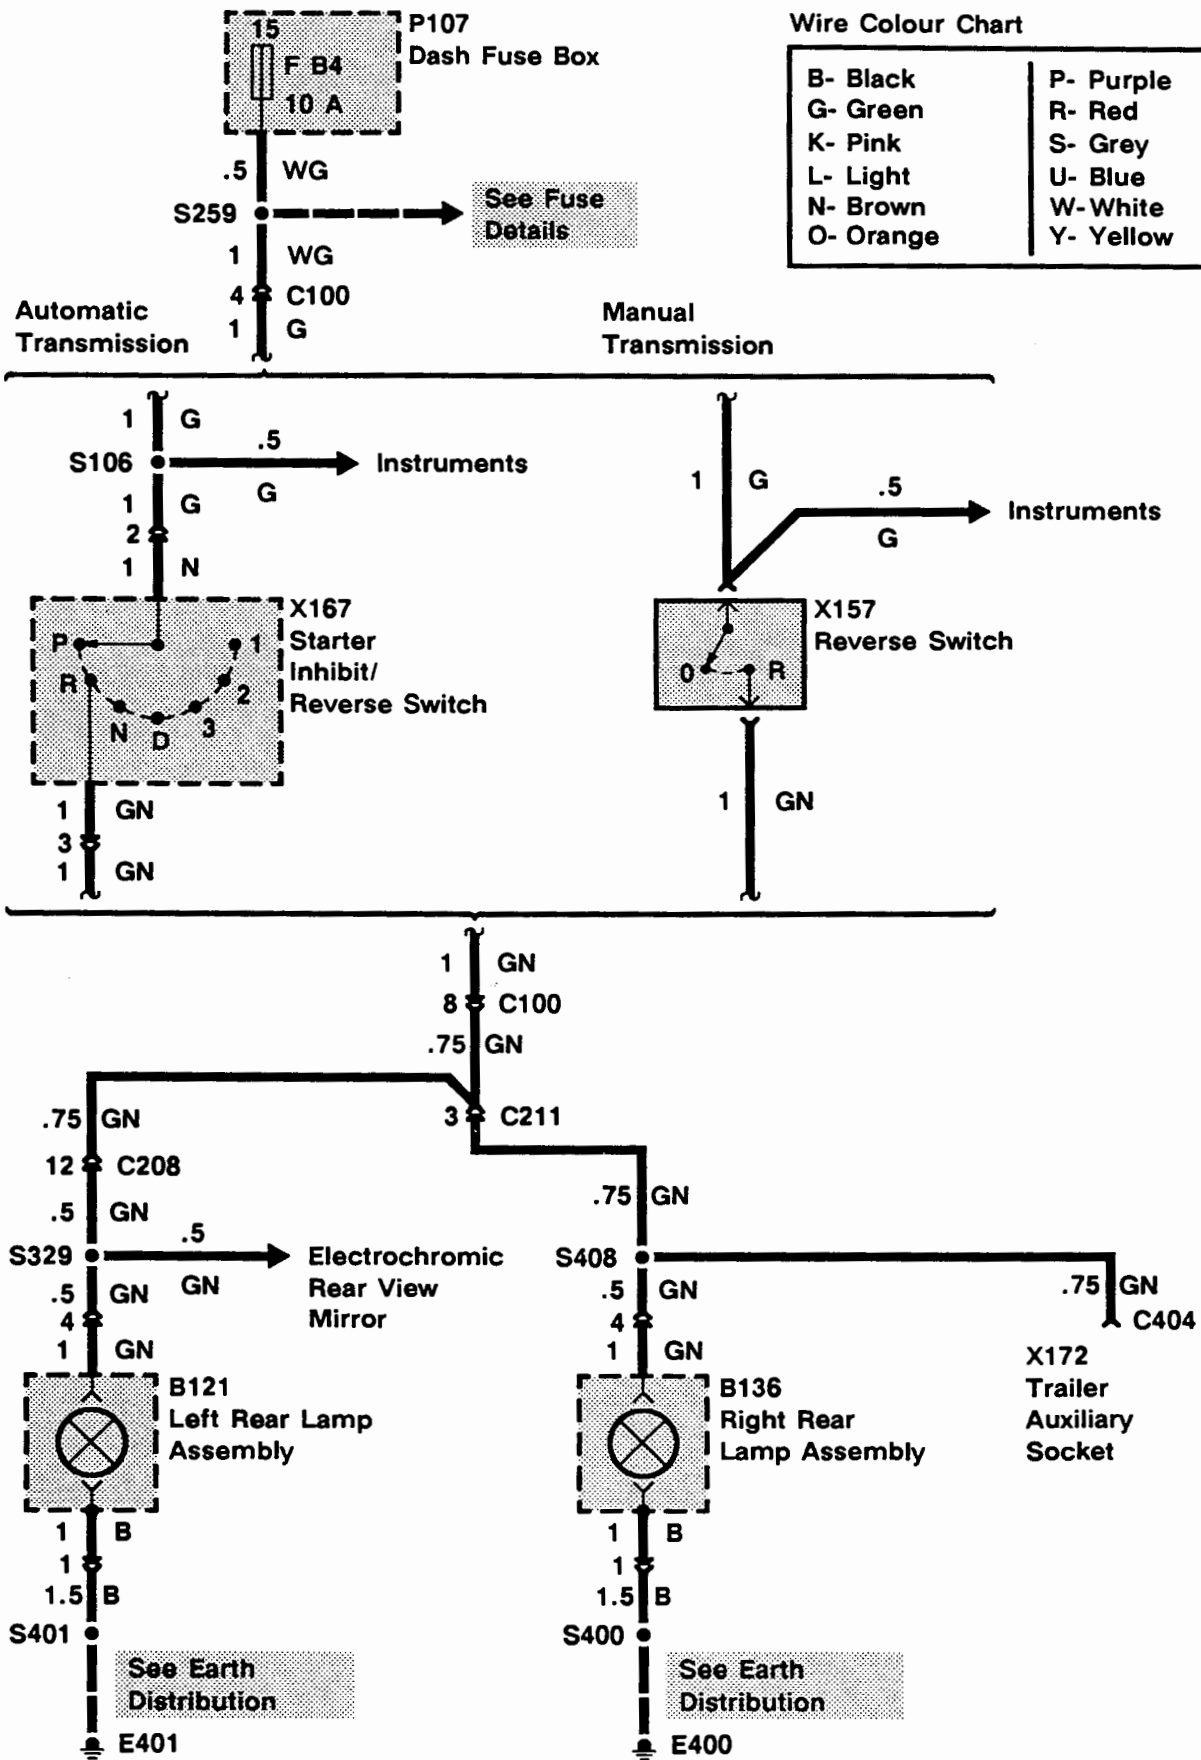 15
F B4
10 A
P107
Dash Fuse Box
Wire Colour Chart
B- Black
G- Green
K- Pink
L- Light
N- Brown
O- Orange
P- Purple
R- Red
S- Grey
U- Blue
W- White
Y- Yellow
.5 WG
S259
See Fuse
Details
1 WG
4 C100
1 G
Automatic
Transmission
Manual
Transmission
1 G
S106
.5
G
Instruments
1 G
2
1 N
X167
Starter
Inhibit/
Reverse Switch
P
R
N
D
3
2
1
1 GN
3
1 GN
1 G
.5
G
Instruments
X157
Reverse Switch
0
R
1 GN
1 GN
8 C100
.75 GN
3 C211
.75 GN
12 C208
.5 GN
S329
.5
GN
Electrochromic
Rear View
Mirror
.5 GN
4
1 GN
B121
Left Rear Lamp
Assembly
1 B
1
1.5 B
S401
See Earth
Distribution
E401
.75 GN
S408
.5 GN
4
1 GN
.75 GN
C404
X172
Trailer
Auxiliary
Socket
B136
Right Rear
Lamp Assembly
1 B
1
1.5 B
S400
See Earth
Distribution
E400